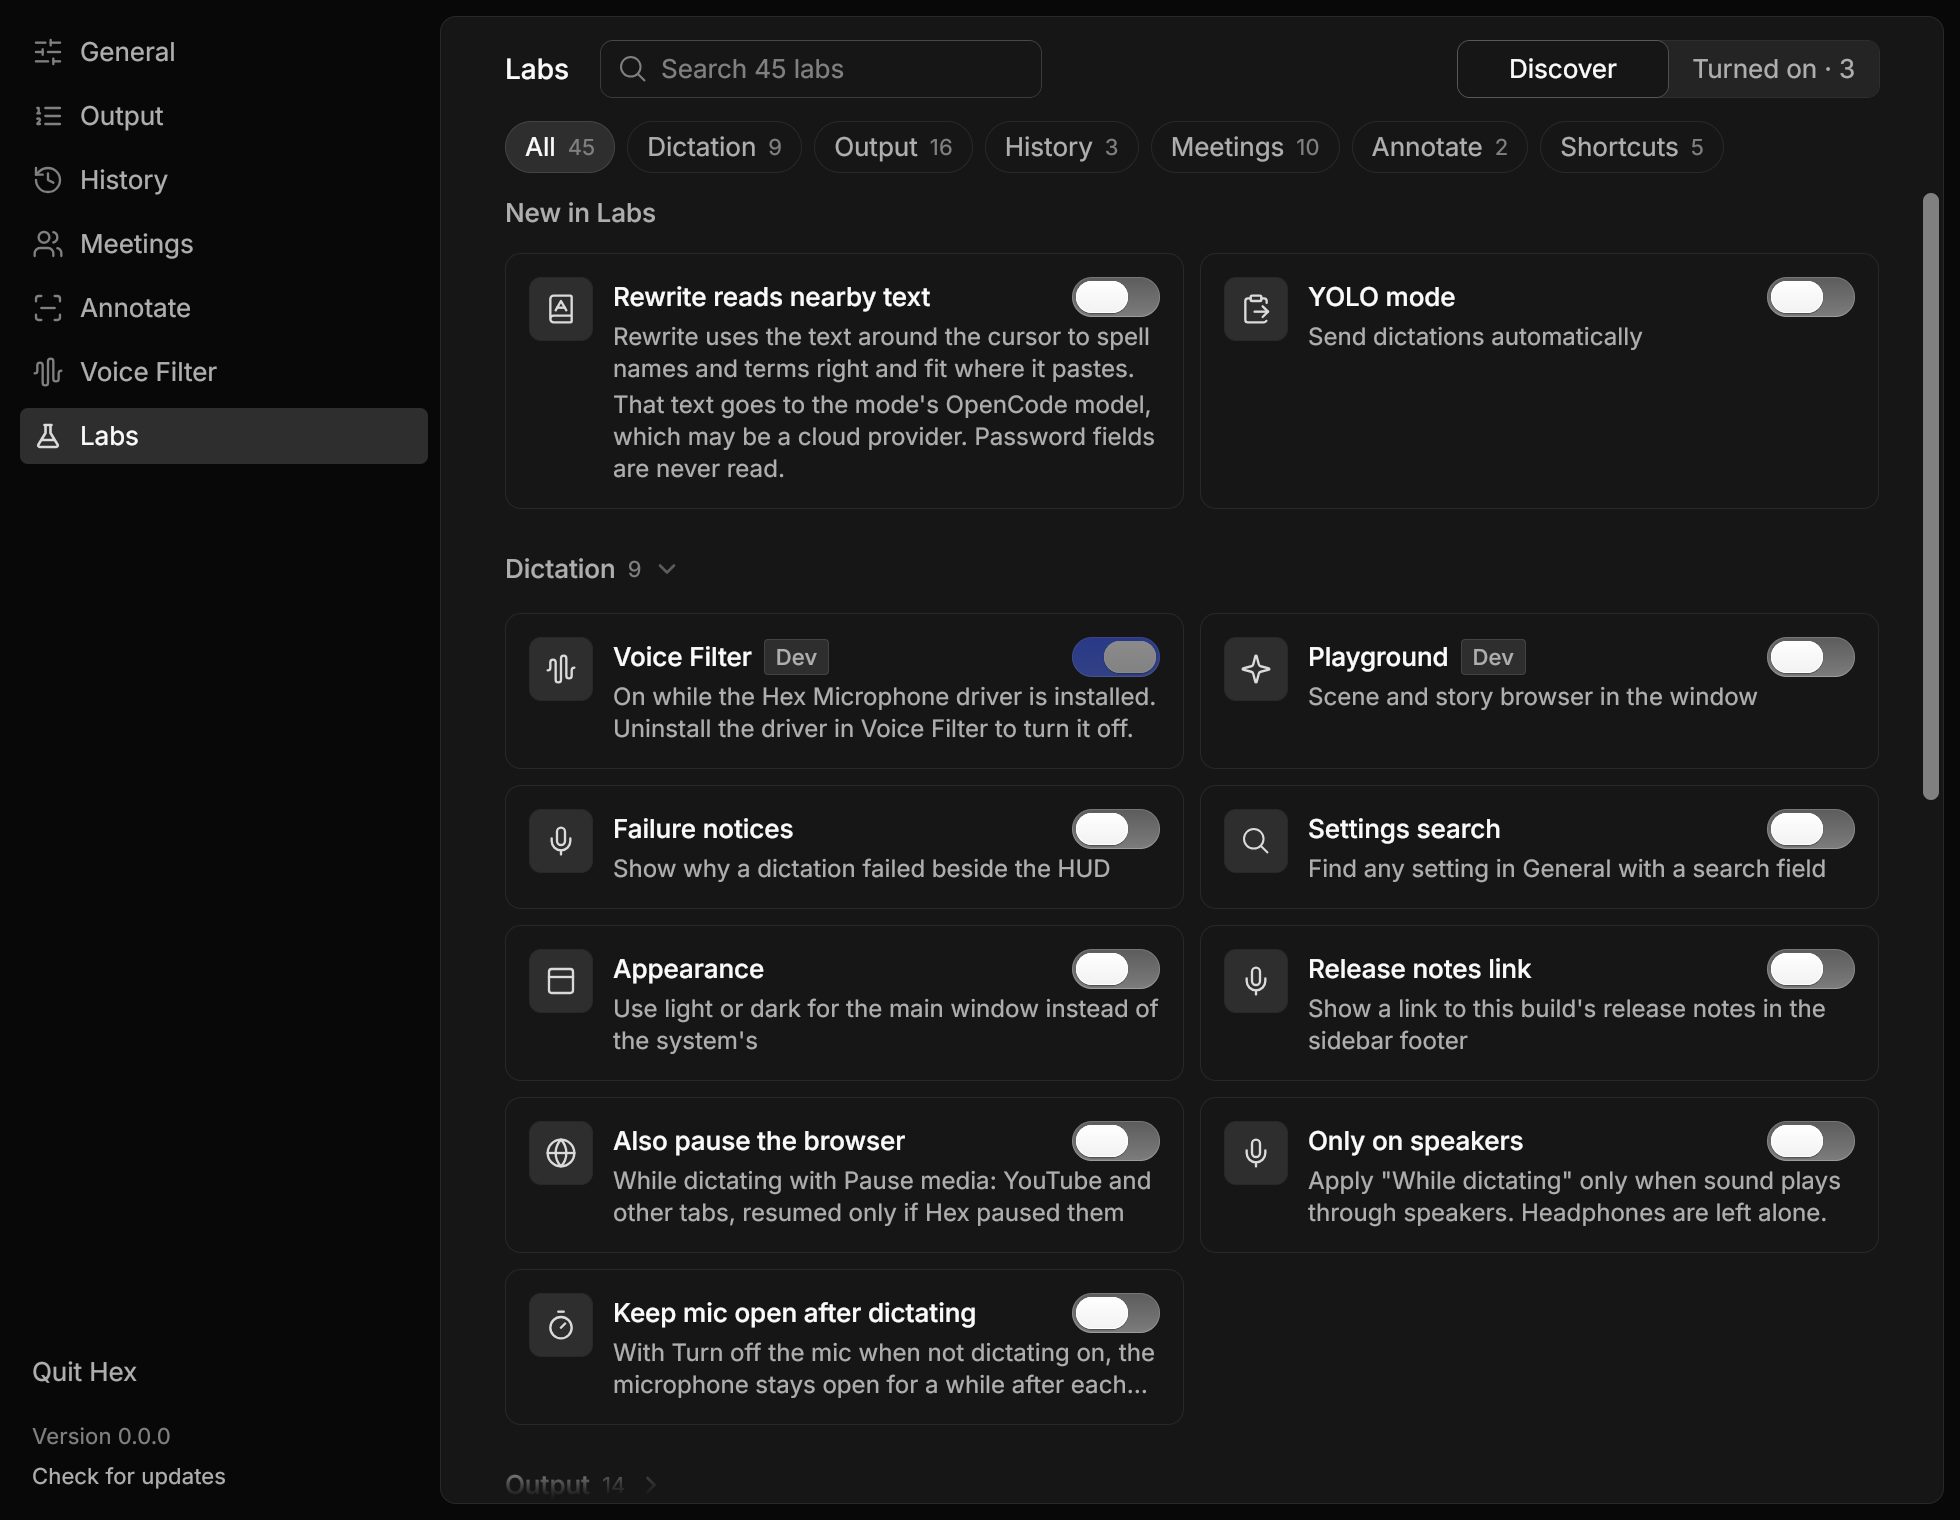 General
Output
History
Meetings
Annotate
Voice Filter
Labs
Quit Hex
Version 0.0.0
Check for updates
Labs
Search 45 labs
Discover
Turned on · 3
All 45
Dictation 9
Output 16
History 3
Meetings 10
Annotate 2
Shortcuts 5
New in Labs
Rewrite reads nearby text
Rewrite uses the text around the cursor to spell
names and terms right and fit where it pastes.
That text goes to the mode's OpenCode model,
which may be a cloud provider. Password fields
are never read.
YOLO mode
Send dictations automatically
Dictation 9
Voice Filter Dev
On while the Hex Microphone driver is installed.
Uninstall the driver in Voice Filter to turn it off.
Playground Dev
Scene and story browser in the window
Failure notices
Show why a dictation failed beside the HUD
Settings search
Find any setting in General with a search field
Appearance
Use light or dark for the main window instead of
the system's
Release notes link
Show a link to this build's release notes in the
sidebar footer
Also pause the browser
While dictating with Pause media: YouTube and
other tabs, resumed only if Hex paused them
Only on speakers
Apply "While dictating" only when sound plays
through speakers. Headphones are left alone.
Keep mic open after dictating
With Turn off the mic when not dictating on, the
microphone stays open for a while after each...
Output 14